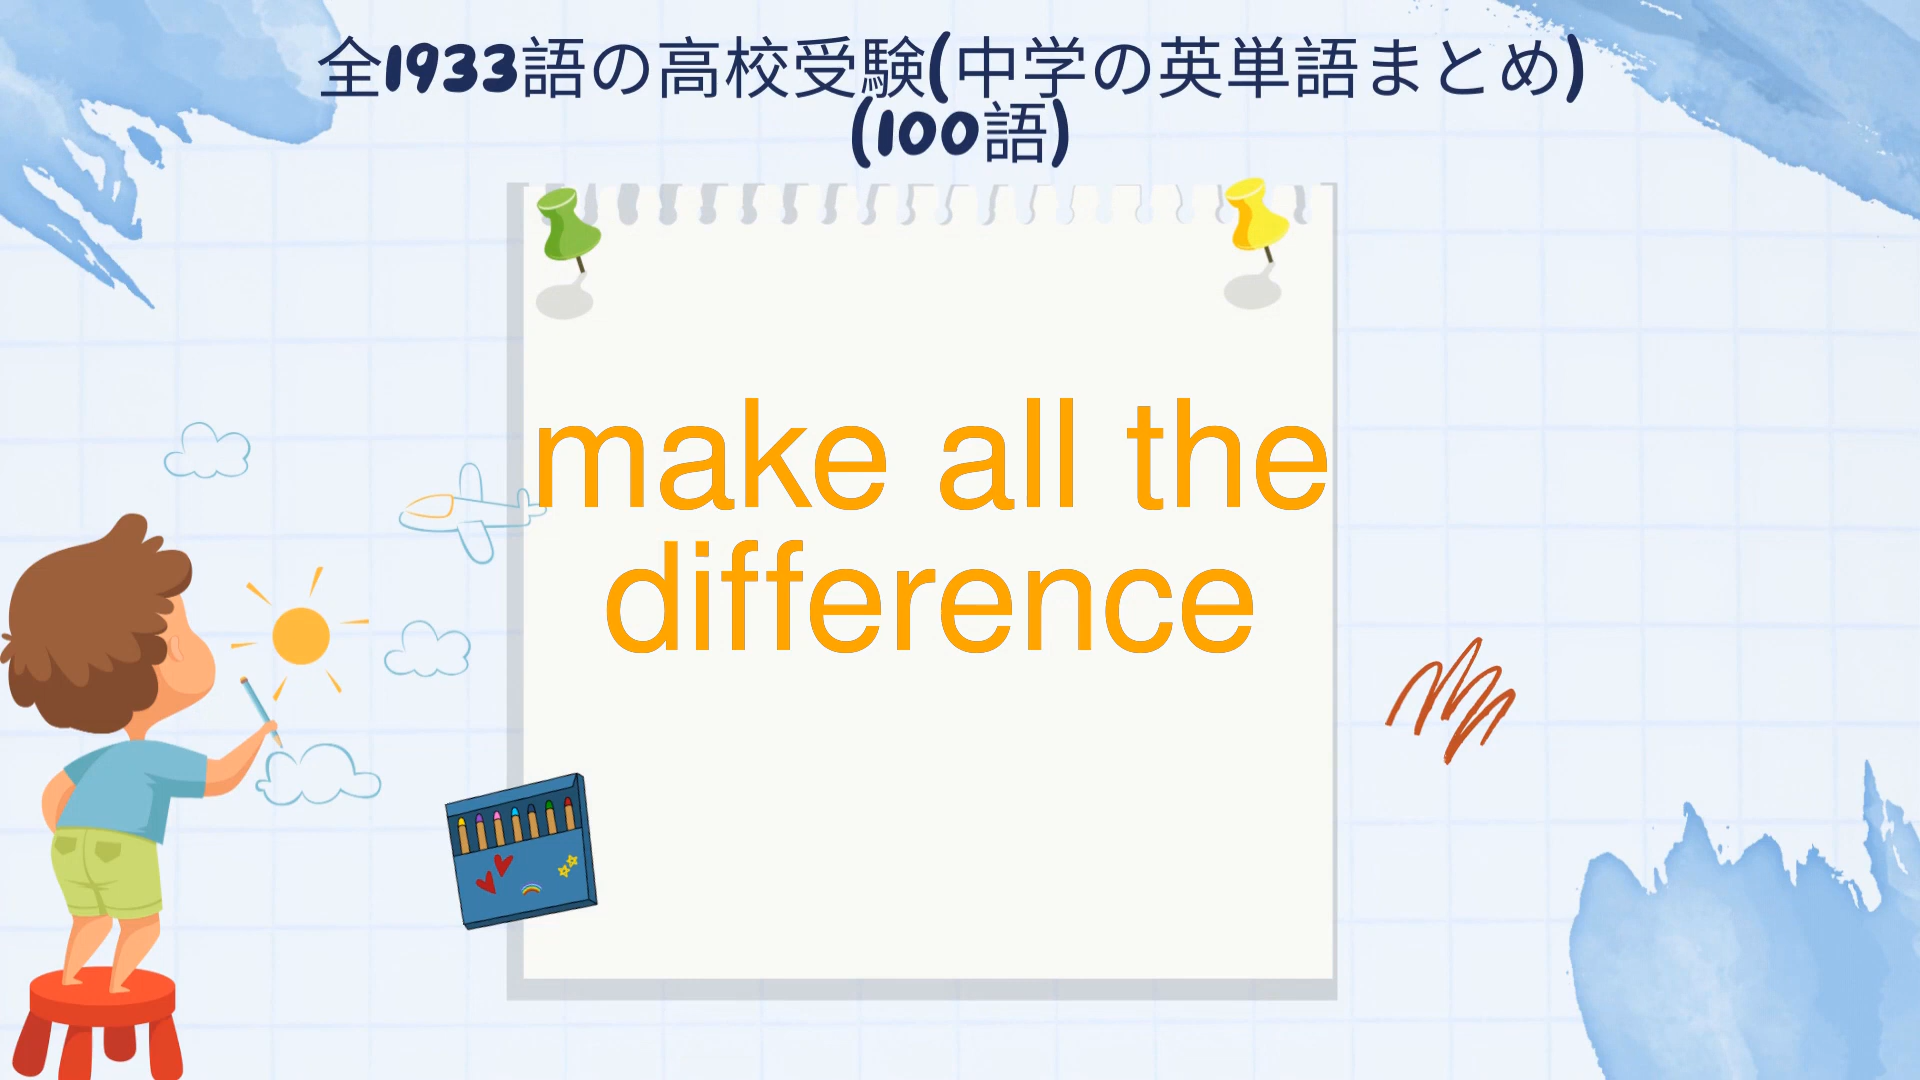 全1933語の高校受験(中学の英単語まとめ)
(100語)
make all the
difference